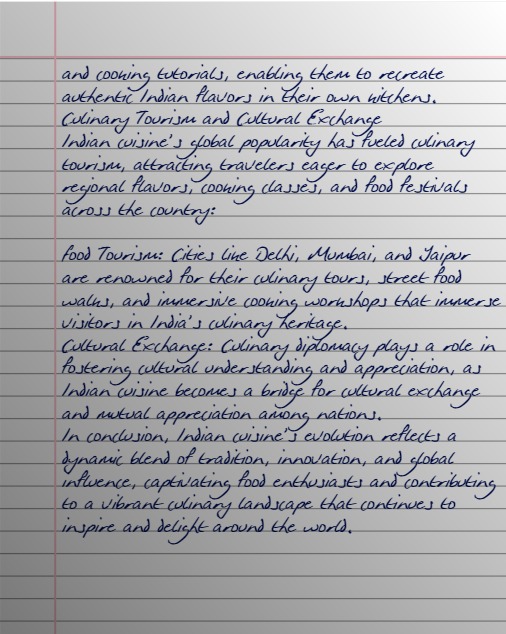 and cooking tutorials, enabling them to recreate
authentic Indian flavors in their own kitchens.
Culinary Tourism and Cultural Exchange
Indian cuisine's global popularity has fueled culinary
tourism, attracting travelers eager to explore
regional flavors, cooking classes, and food festivals
across the country:
Food Tourism: Cities like Delhi, Mumbai, and Jaipur
are renowned for their culinary tours, street food
walks, and immersive cooking workshops that immerse
visitors in India's culinary heritage.
Cultural Exchange: Culinary diplomacy plays a role in
fostering cultural understanding and appreciation, as
Indian cuisine becomes a bridge for cultural exchange
and mutual appreciation among nations.
In conclusion, Indian cuisine's evolution reflects a
dynamic blend of tradition, innovation, and global
influence, captivating food enthusiasts and contributing
to a vibrant culinary landscape that continues to
inspire and delight around the world.